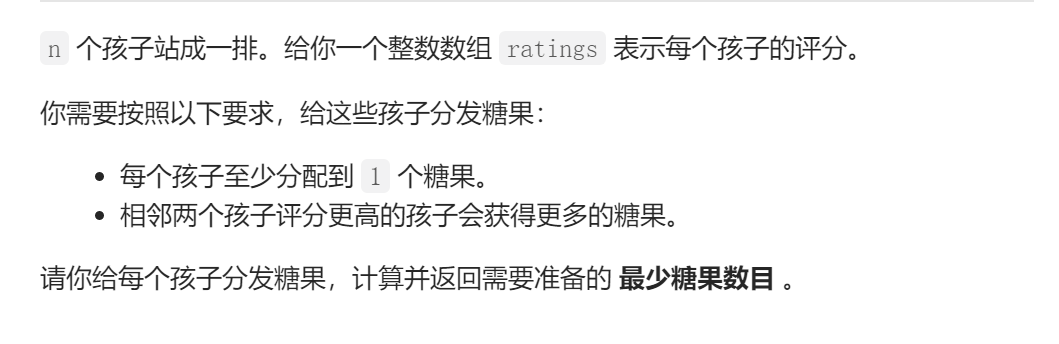 n 个孩子站成一排。给你一个整数数组 ratings 表示每个孩子的评分。
你需要按照以下要求，给这些孩子分发糖果：
• 每个孩子至少分配到 1 个糖果。
• 相邻两个孩子评分更高的孩子会获得更多的糖果。
请你给每个孩子分发糖果，计算并返回需要准备的 最少糖果数目 。